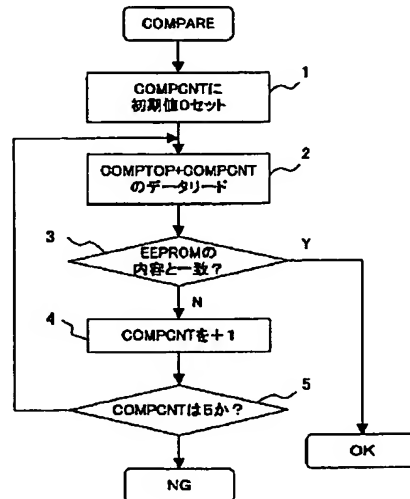 COMPARE
1
COMPCNTに
初期値0セット
2
COMPTOP+COMPCNT
のデータリード
3
EEPROMの
内容と一致?
Y
N
4
COMPCNTを+1
5
COMPCNTは5か?
OK
NG